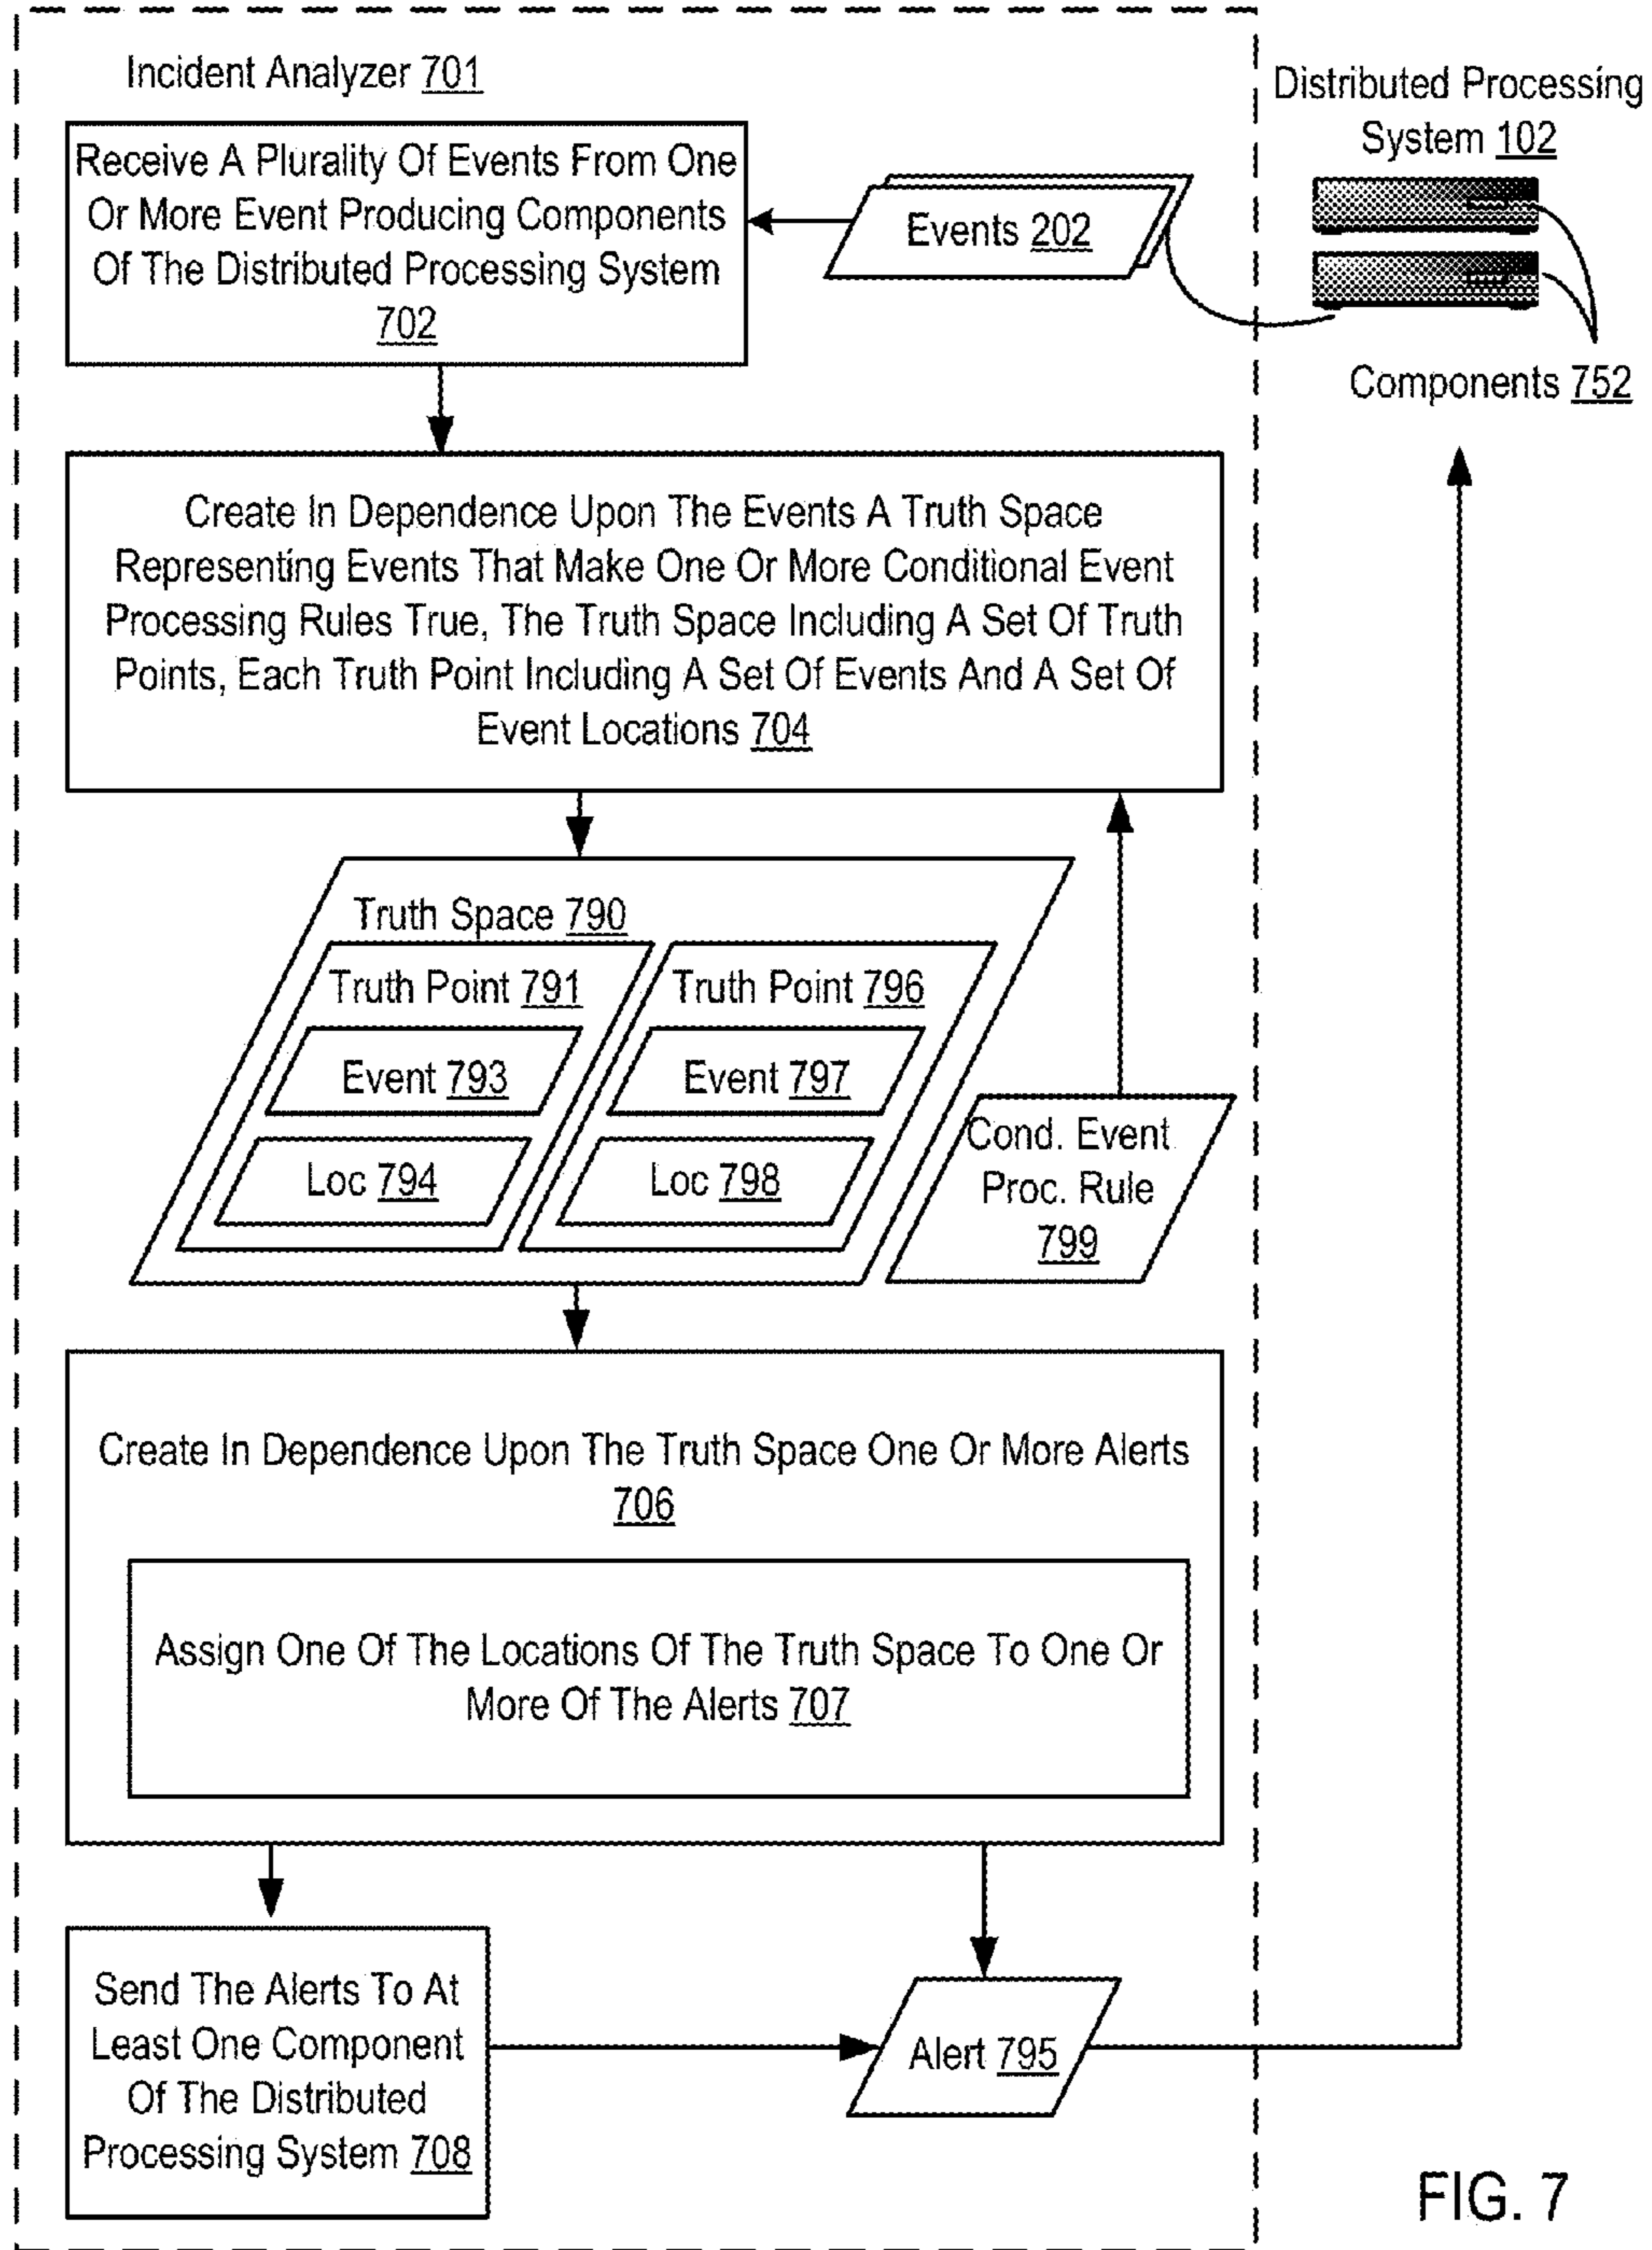 Incident Analyzer 701
Distributed Processing
System 102
Receive A Plurality Of Events From One
Or More Event Producing Components
Of The Distributed Processing System
702
Events 202
Components 752
Create In Dependence Upon The Events A Truth Space
Representing Events That Make One Or More Conditional Event
Processing Rules True, The Truth Space Including A Set Of Truth
Points, Each Truth Point Including A Set Of Events And A Set Of
Event Locations 704
Truth Space 790
Truth Point 791
Event 793
Loc 794
Truth Point 796
Event 797
Loc 798
Cond. Event
Proc. Rule
799
Create In Dependence Upon The Truth Space One Or More Alerts
706
Assign One Of The Locations Of The Truth Space To One Or
More Of The Alerts 707
Send The Alerts To At
Least One Component
Of The Distributed
Processing System 708
Alert 795
FIG. 7